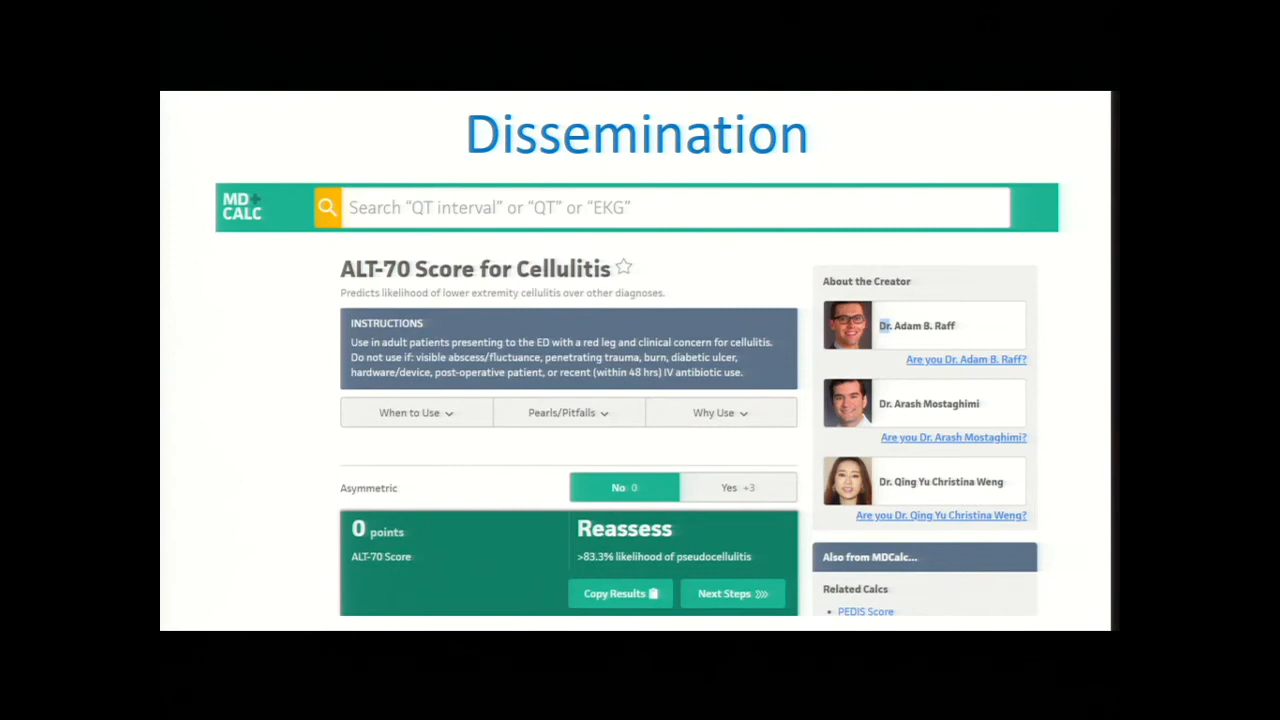 Dissemination
MD+
CALC
Search “QT interval” or “QT” or “EKG”
ALT-70 Score for Cellulitis
Predicts likelihood of lower extremity cellulitis over other diagnoses.
INSTRUCTIONS
Use in adult patients presenting to the ED with a red leg and clinical concern for cellulitis.
Do not use if: visible abscess/fluctuance, penetrating trauma, burn, diabetic ulcer,
hardware/device, post-operative patient, or recent (within 48 hrs) IV antibiotic use.
When to Use
Pearls/Pitfalls
Why Use
Asymmetric
No 0
Yes +3
0 points
ALT-70 Score
Reassess
>83.3% likelihood of pseudocellulitis
Copy Results
Next Steps
About the Creator
Dr. Adam B. Raff
Are you Dr. Adam B. Raff?
Dr. Arash Mostaghimi
Are you Dr. Arash Mostaghimi?
Dr. Qing Yu Christina Weng
Are you Dr. Qing Yu Christina Weng?
Also from MDCalc...
Related Calcs
• PEDIS Score